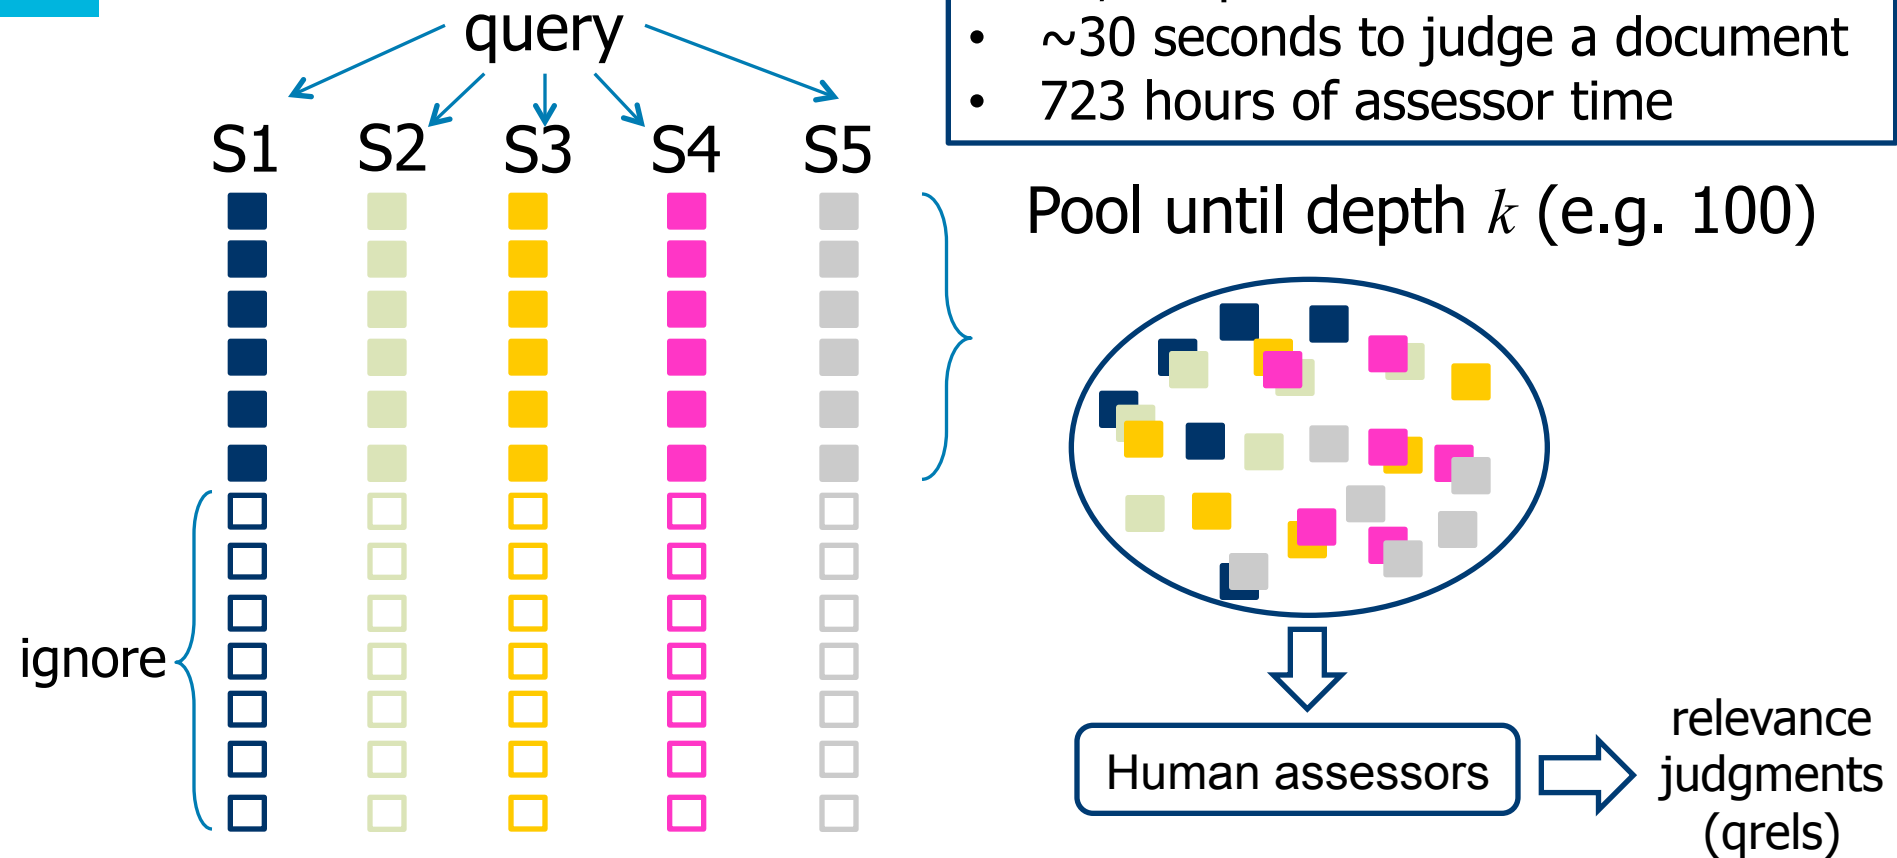 query
• ~30 seconds to judge a document
• 723 hours of assessor time
S1 S2 S3 S4 S5
Pool until depth k (e.g. 100)
ignore
Human assessors
relevance
judgments
(qrels)